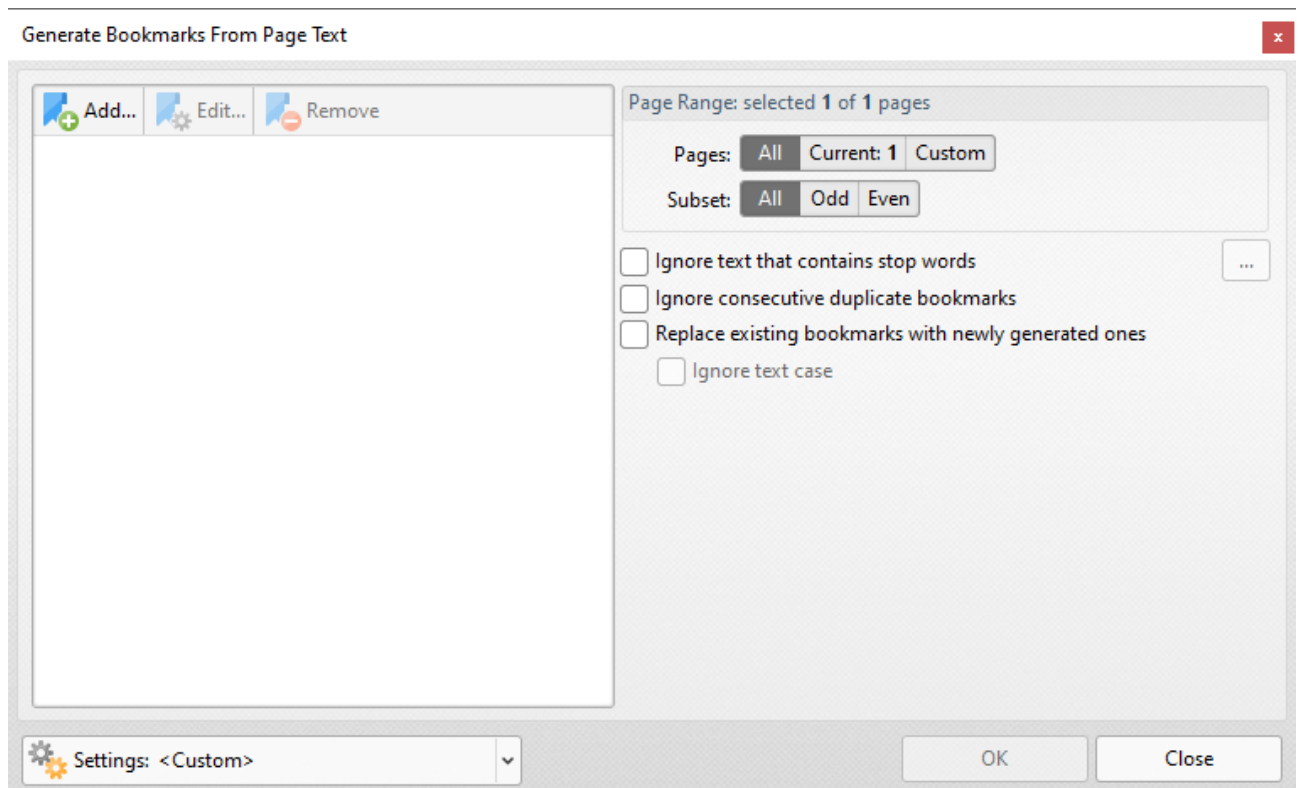 Generate Bookmarks From Page Text
x
Add... Edit... Remove
Page Range: selected 1 of 1 pages
Pages: All Current: 1 Custom
Subset: All Odd Even
Ignore text that contains stop words ...
Ignore consecutive duplicate bookmarks
Replace existing bookmarks with newly generated ones
Ignore text case
Settings: <Custom> OK Close